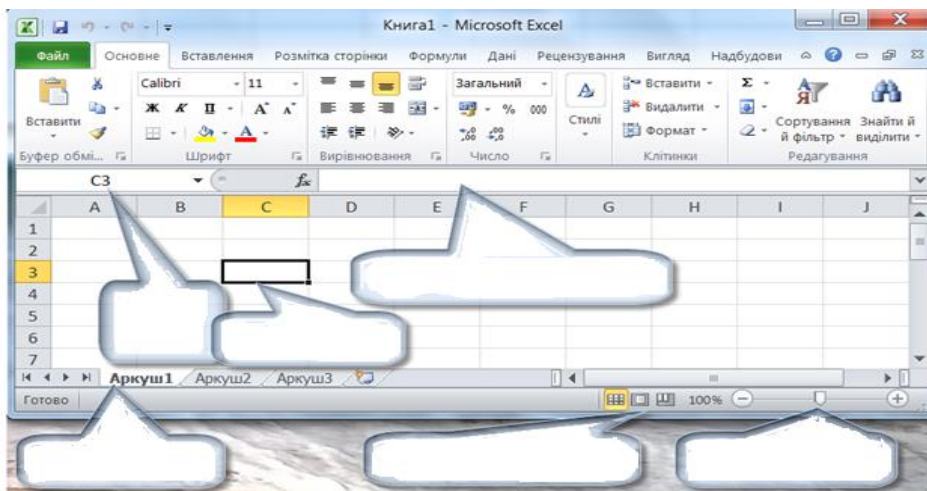 Книга1 - Microsoft Excel
Файл Основне Вставлення Розмітка сторінки Формули Дані Рецензування Вигляд Надбудови
Calibri 11 Загальний Вставити Σ
Ж К П А А % 000 Видалити
Вставити Стилі Формат Сортування Знайти й
й фільтр виділити
Буфер обмі... Шрифт Вирівнювання Число Клітинки Редагування
C3 fx
A B C D E F G H I J
1
2
3
4
5
6
7
Аркуш1 Аркуш2 Аркуш3
Готово 100%